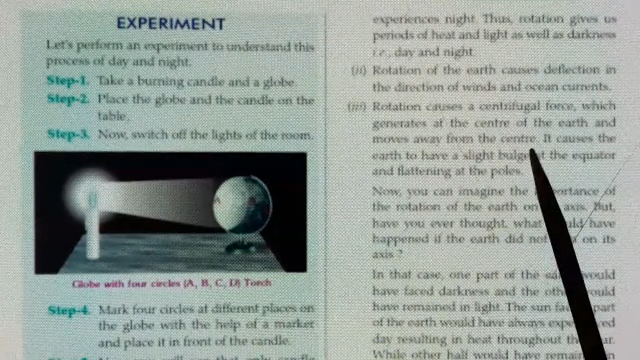 EXPERIMENT
Let's perform an experiment to understand this
process of day and night.
Step-1. Take a burning candle and a globe.
Step-2. Place the globe and the candle on the
table.
Step-3. Now, switch off the lights of the room.
Globe with four circles (A, B, C, D) Torch
Step-4. Mark four circles at different places on
the globe with the help of a marker
and place it in front of the candle.
experiences night. Thus, rotation gives us
periods of heat and light as well as darkness
i.e., day and night.
(ii) Rotation of the earth causes deflection in
the direction of winds and ocean currents.
(iii) Rotation causes a centrifugal force, which
generates at the centre of the earth and
moves away from the centre. It causes the
earth to have a slight bulge at the equator
and flattening at the poles.
Now, you can imagine the
of the rotation of the earth on axis. But,
have you ever thought, what
happened if the earth did not on its
axis ?
In that case, one part of the would
have faced darkness and the
have remained in light. The sun
of the earth would have always
day resulting in heat throughout the
While other half would have